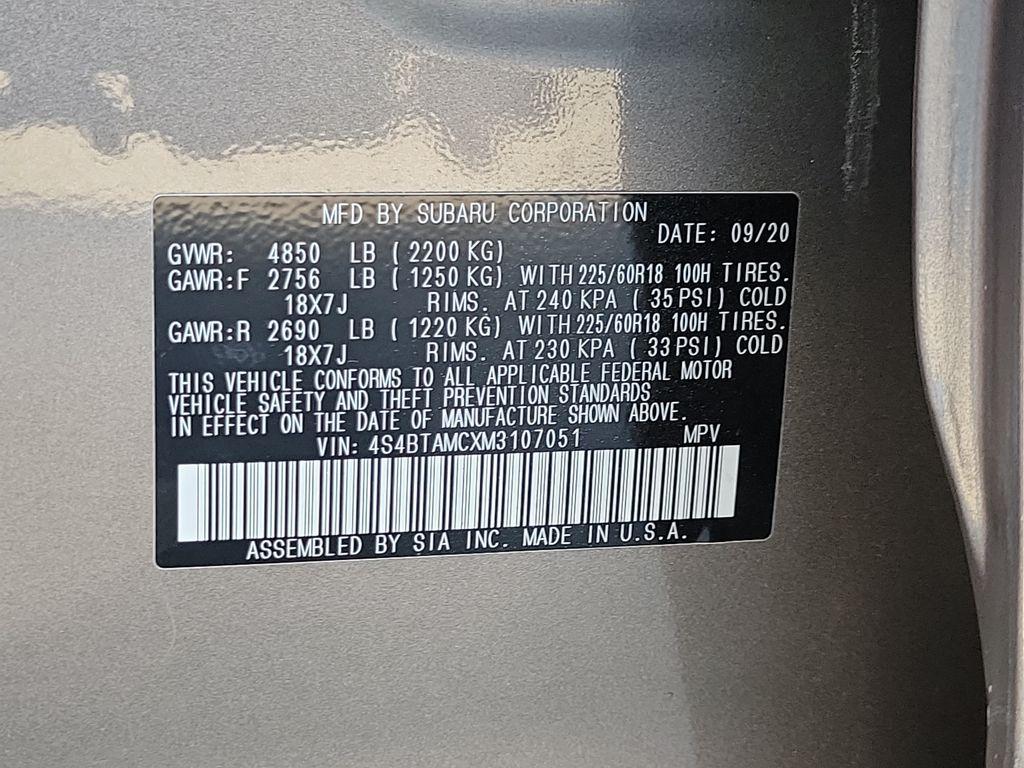 MFD BY SUBARU CORPORATION
DATE: 09/20
GVWR: 4850 LB ( 2200 KG)
GAWR:F 2756 LB ( 1250 KG) WITH 225/60R18 100H TIRES.
18X7J RIMS. AT 240 KPA ( 35 PSI) COLD
GAWR:R 2690 LB ( 1220 KG) WITH 225/60R18 100H TIRES.
18X7J RIMS. AT 230 KPA ( 33 PSI) COLD
THIS VEHICLE CONFORMS TO ALL APPLICABLE FEDERAL MOTOR
VEHICLE SAFETY AND THEFT PREVENTION STANDARDS
IN EFFECT ON THE DATE OF MANUFACTURE SHOWN ABOVE.
VIN: 4S4BTAMCXM3107051 MPV
ASSEMBLED BY SIA INC. MADE IN U.S.A.